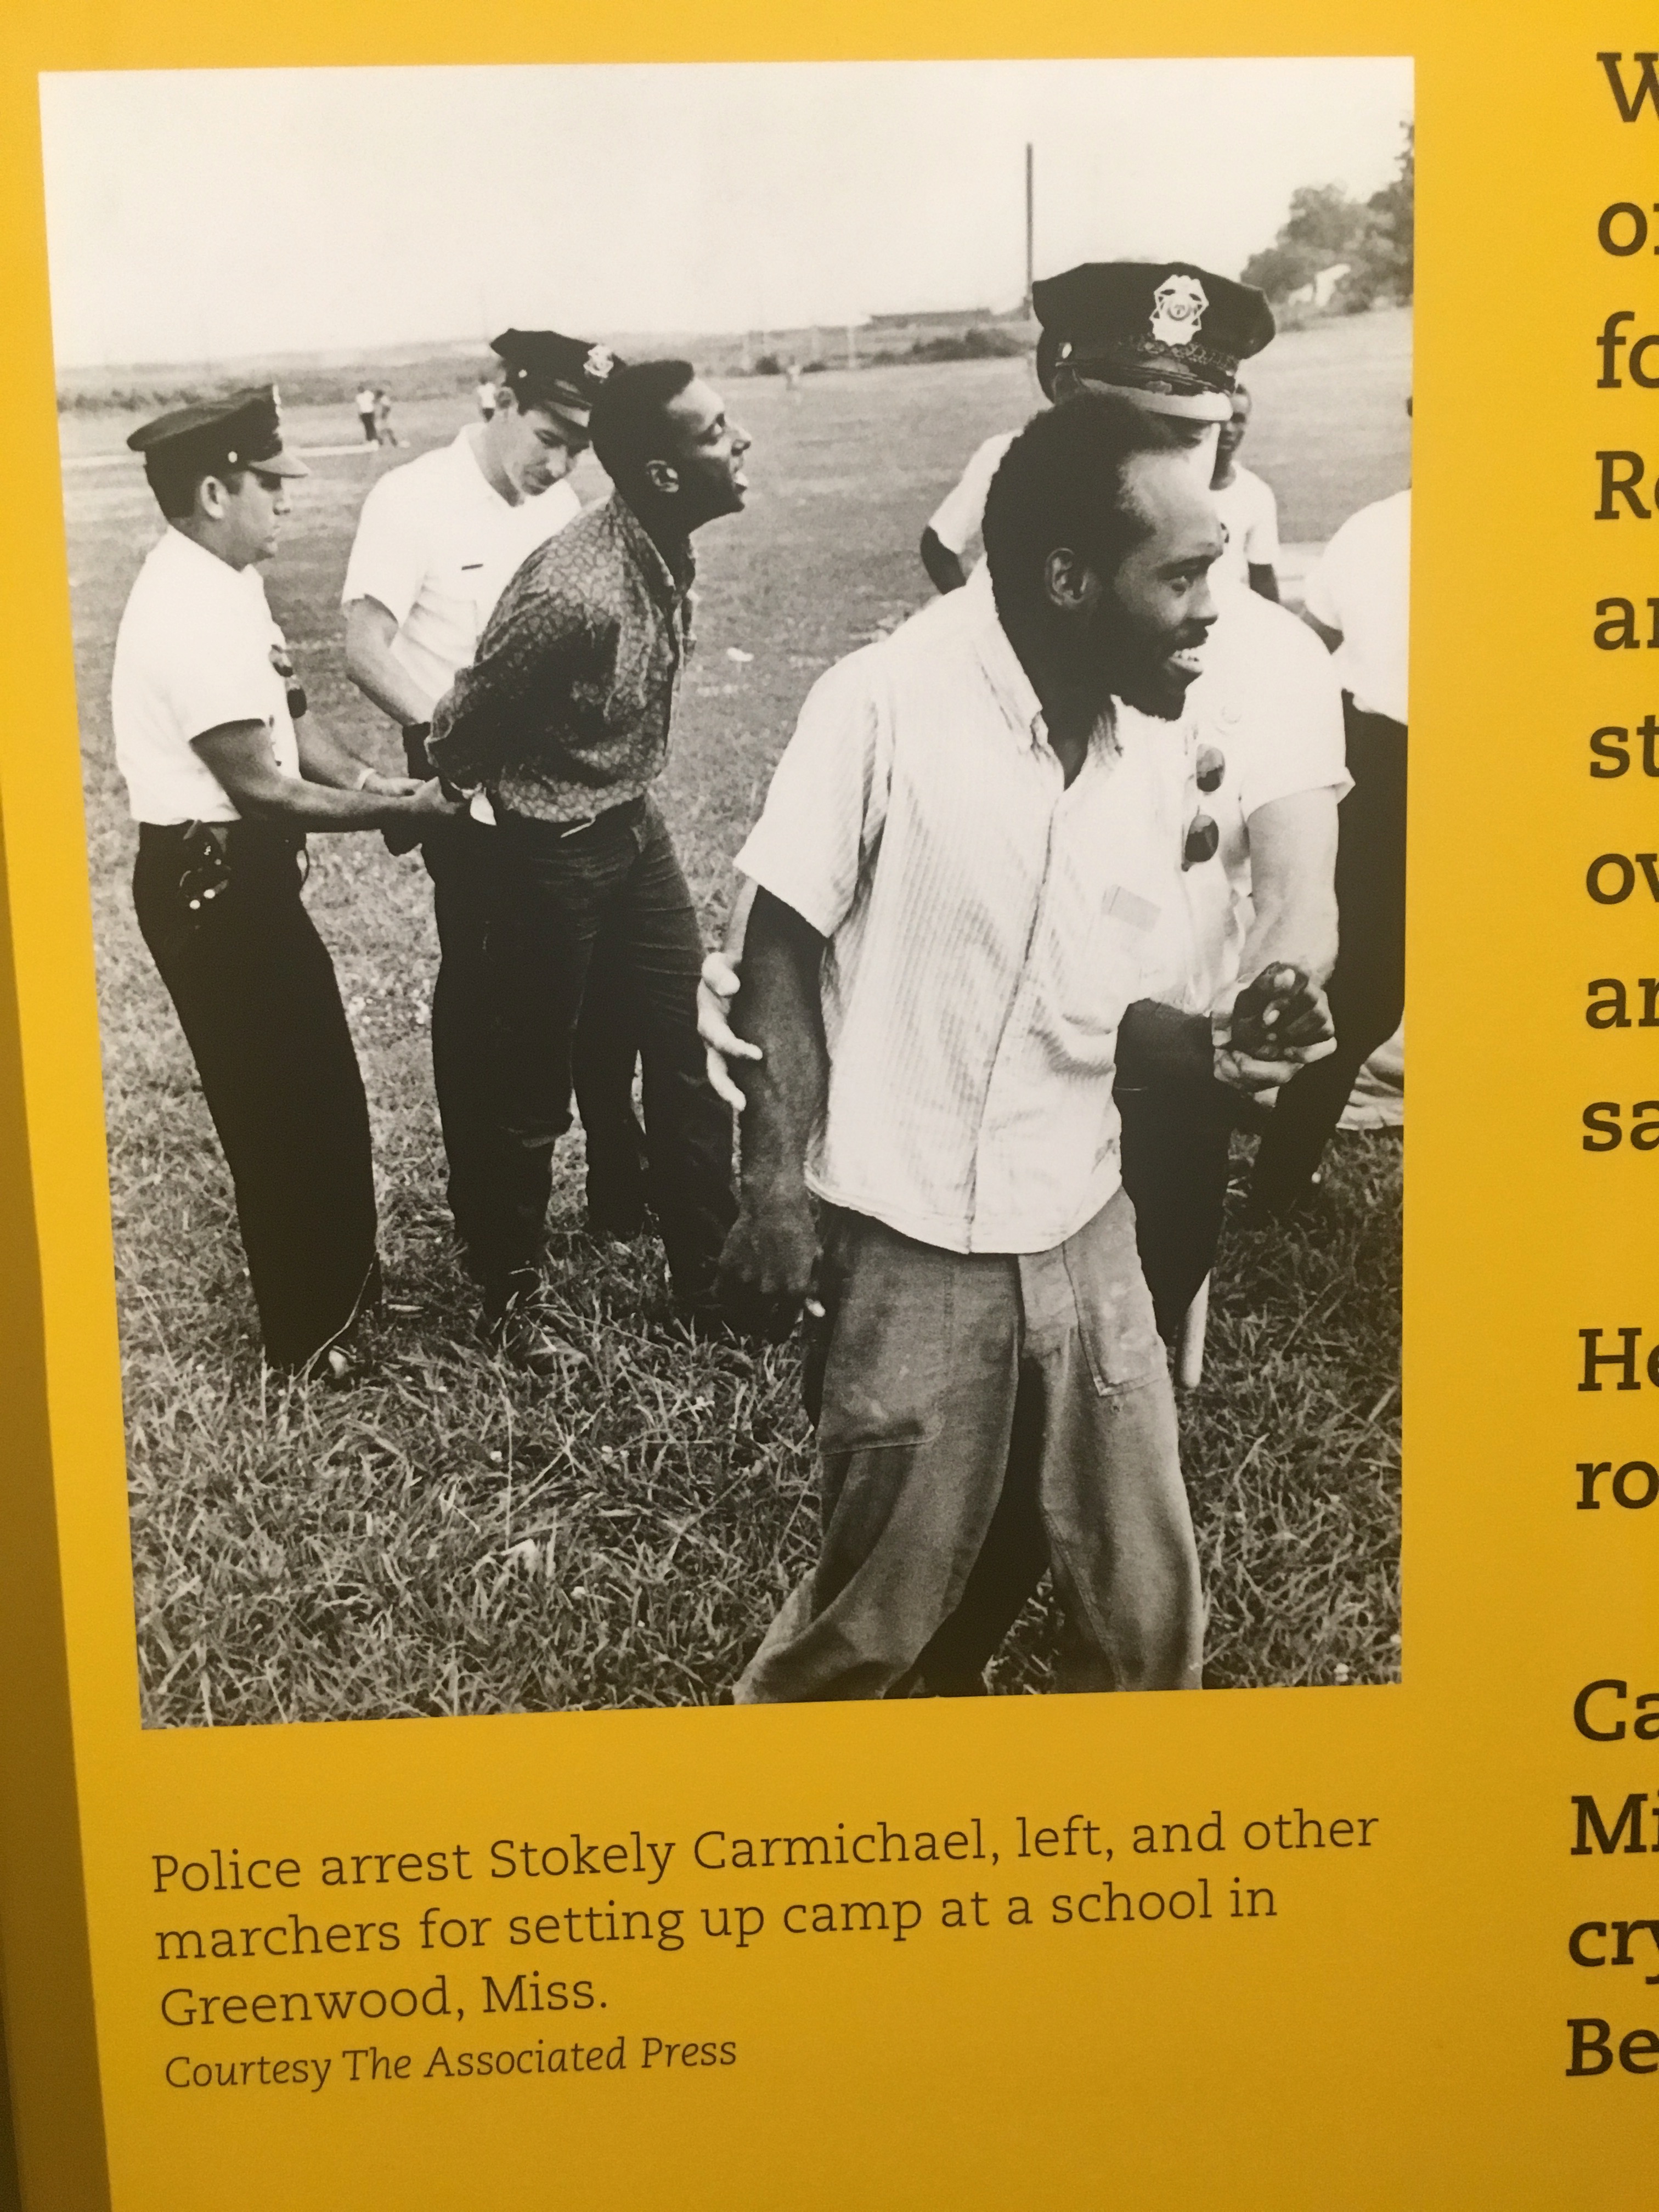 Police arrest Stokely Carmichael, left, and other
marchers for setting up camp at a school in
Greenwood, Miss.
Courtesy The Associated Press